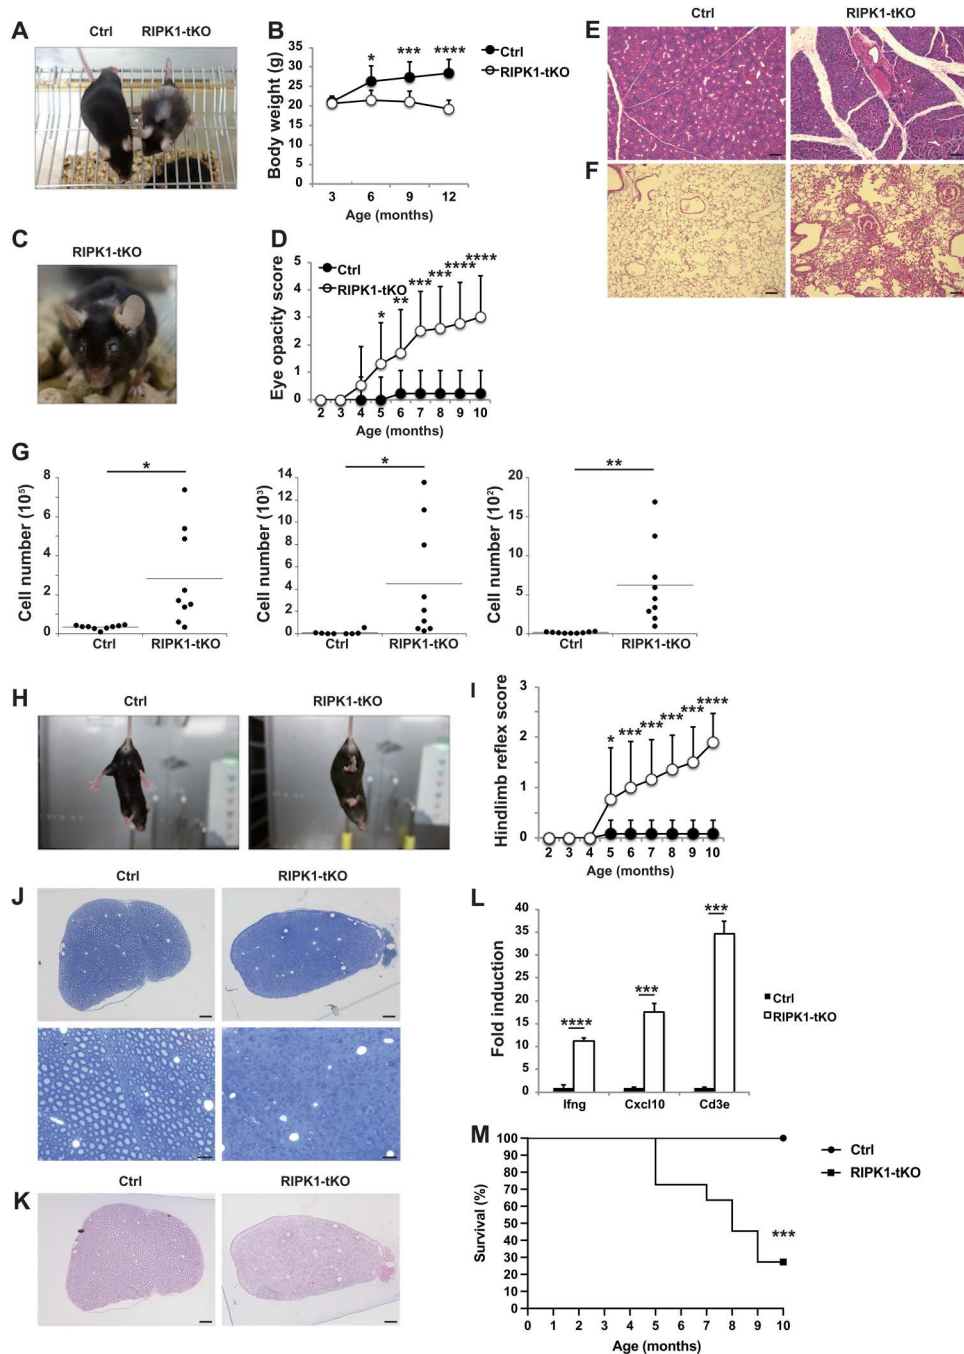 A
Ctrl RIPK1-tKO
B
Body weight (g)
35
30
25
20
15
10
5
0
* *** ****
Ctrl
RIPK1-tKO
3 6 9 12
Age (months)
C
RIPK1-tKO
D
Eye opacity score
5
4
3
2
1
0
Ctrl
RIPK1-tKO
* ** *** *** **** ****
2 3 4 5 6 7 8 9 10
Age (months)
Ctrl RIPK1-tKO
E
F
G
Cell number (10⁵)
8
6
4
2
0
*
Ctrl RIPK1-tKO
Cell number (10³)
14
12
10
8
6
4
2
0
*
Ctrl RIPK1-tKO
Cell number (10²)
20
15
10
5
0
**
Ctrl RIPK1-tKO
H
Ctrl RIPK1-tKO
I
Hindlimb reflex score
3
2
1
0
* *** *** *** *** ****
2 3 4 5 6 7 8 9 10
Age (months)
J
Ctrl RIPK1-tKO
K
Ctrl RIPK1-tKO
L
Fold induction
40
35
30
25
20
15
10
5
0
**** *** ***
Ifng Cxcl10 Cd3e
Ctrl
RIPK1-tKO
M
Survival (%)
100
90
80
70
60
50
40
30
20
10
0
***
0 1 2 3 4 5 6 7 8 9 10
Age (months)
Ctrl
RIPK1-tKO